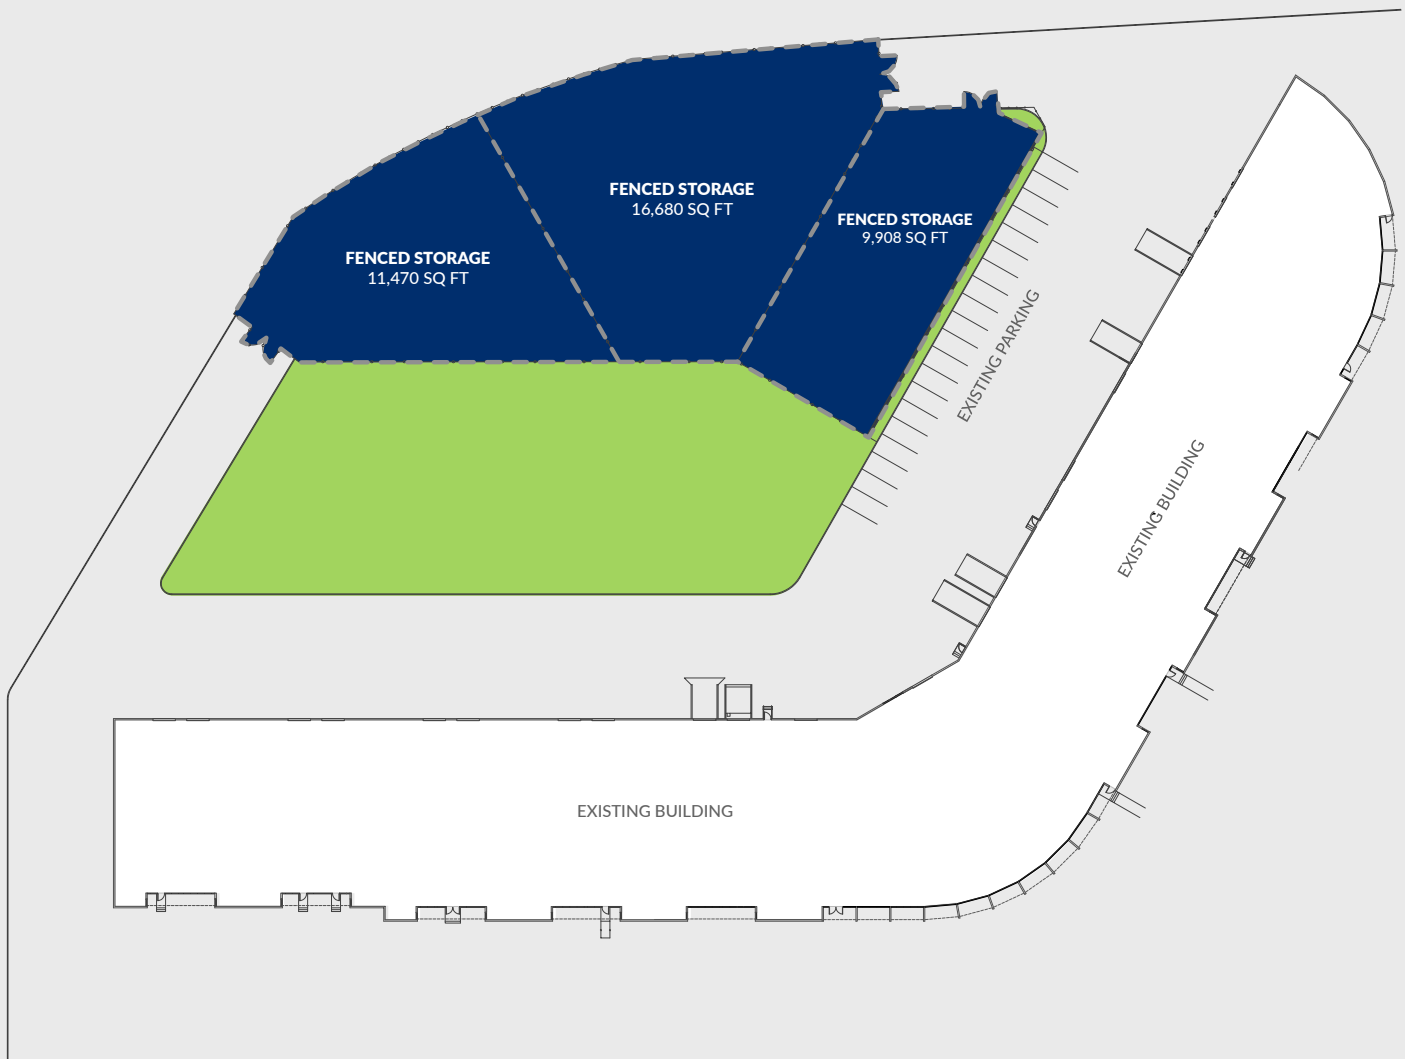 FENCED STORAGE
16,680 SQ FT
FENCED STORAGE
9,908 SQ FT
FENCED STORAGE
11,470 SQ FT
EXISTING PARKING
EXISTING BUILDING
EXISTING BUILDING